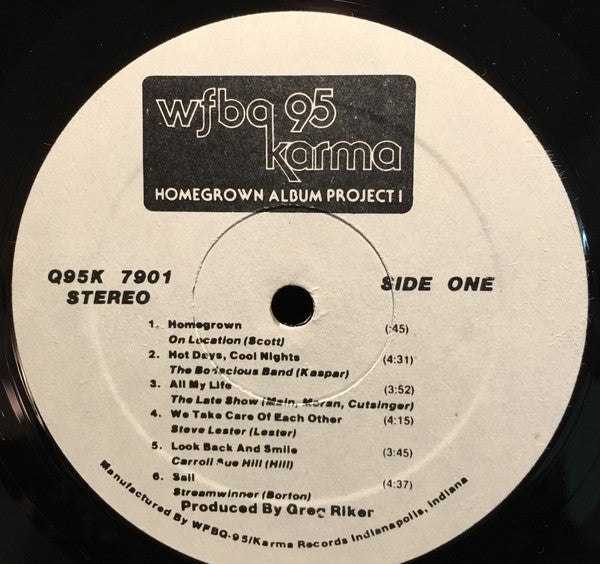 wfbq 95
karma
HOMEGROWN ALBUM PROJECT I
Q95K 7901
STEREO
SIDE ONE
1. Homegrown (:45)
On Location (Scott)
2. Hot Days, Cool Nights (4:31)
The Bodacious Band (Kaspar)
3. All My Life (3:52)
The Late Show (Main, Moran, Cutsinger)
4. We Take Care Of Each Other (4:15)
Steve Lester (Lester)
5. Look Back And Smile (3:45)
Carroll Sue Hill (Hill)
6. Sail (4:37)
Streamwinner (Borton)
Produced By Greg Riker
Manufactured By WFBQ-95/Karma Records Indianapolis, Indiana